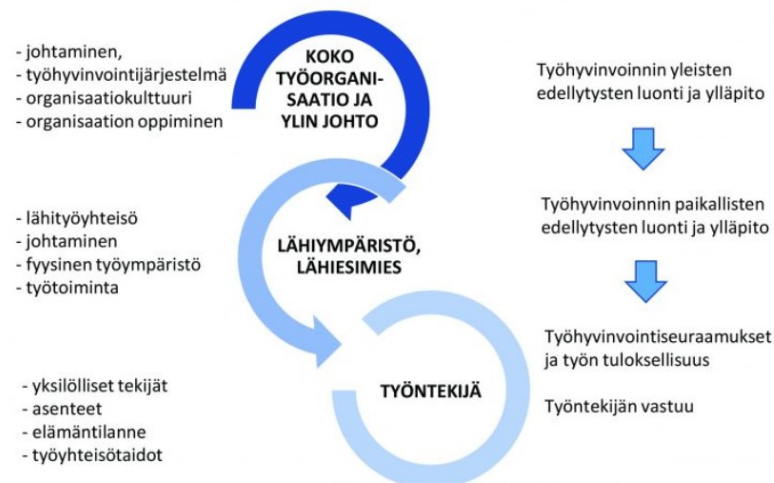 - johtaminen,
- työhyvinvointijärjestelmä
- organisaatiokulttuuri
- organisaation oppiminen
KOKO
TYÖORGANI-
SAATIO JA
YLIN JOHTO
Työhyvinvoinnin yleisten
edellytysten luonti ja ylläpito
- lähityöyhteisö
- johtaminen
- fyysinen työympäristö
- työtoiminta
LÄHIYMPÄRISTÖ,
LÄHIESIMIES
Työhyvinvoinnin paikallisten
edellytysten luonti ja ylläpito
- yksilölliset tekijät
- asenteet
- elämäntilanne
- työyhteisötaidot
TYÖNTEKIJÄ
Työhyvinvointiseuraamukset
ja työn tuloksellisuus
Työntekijän vastuu